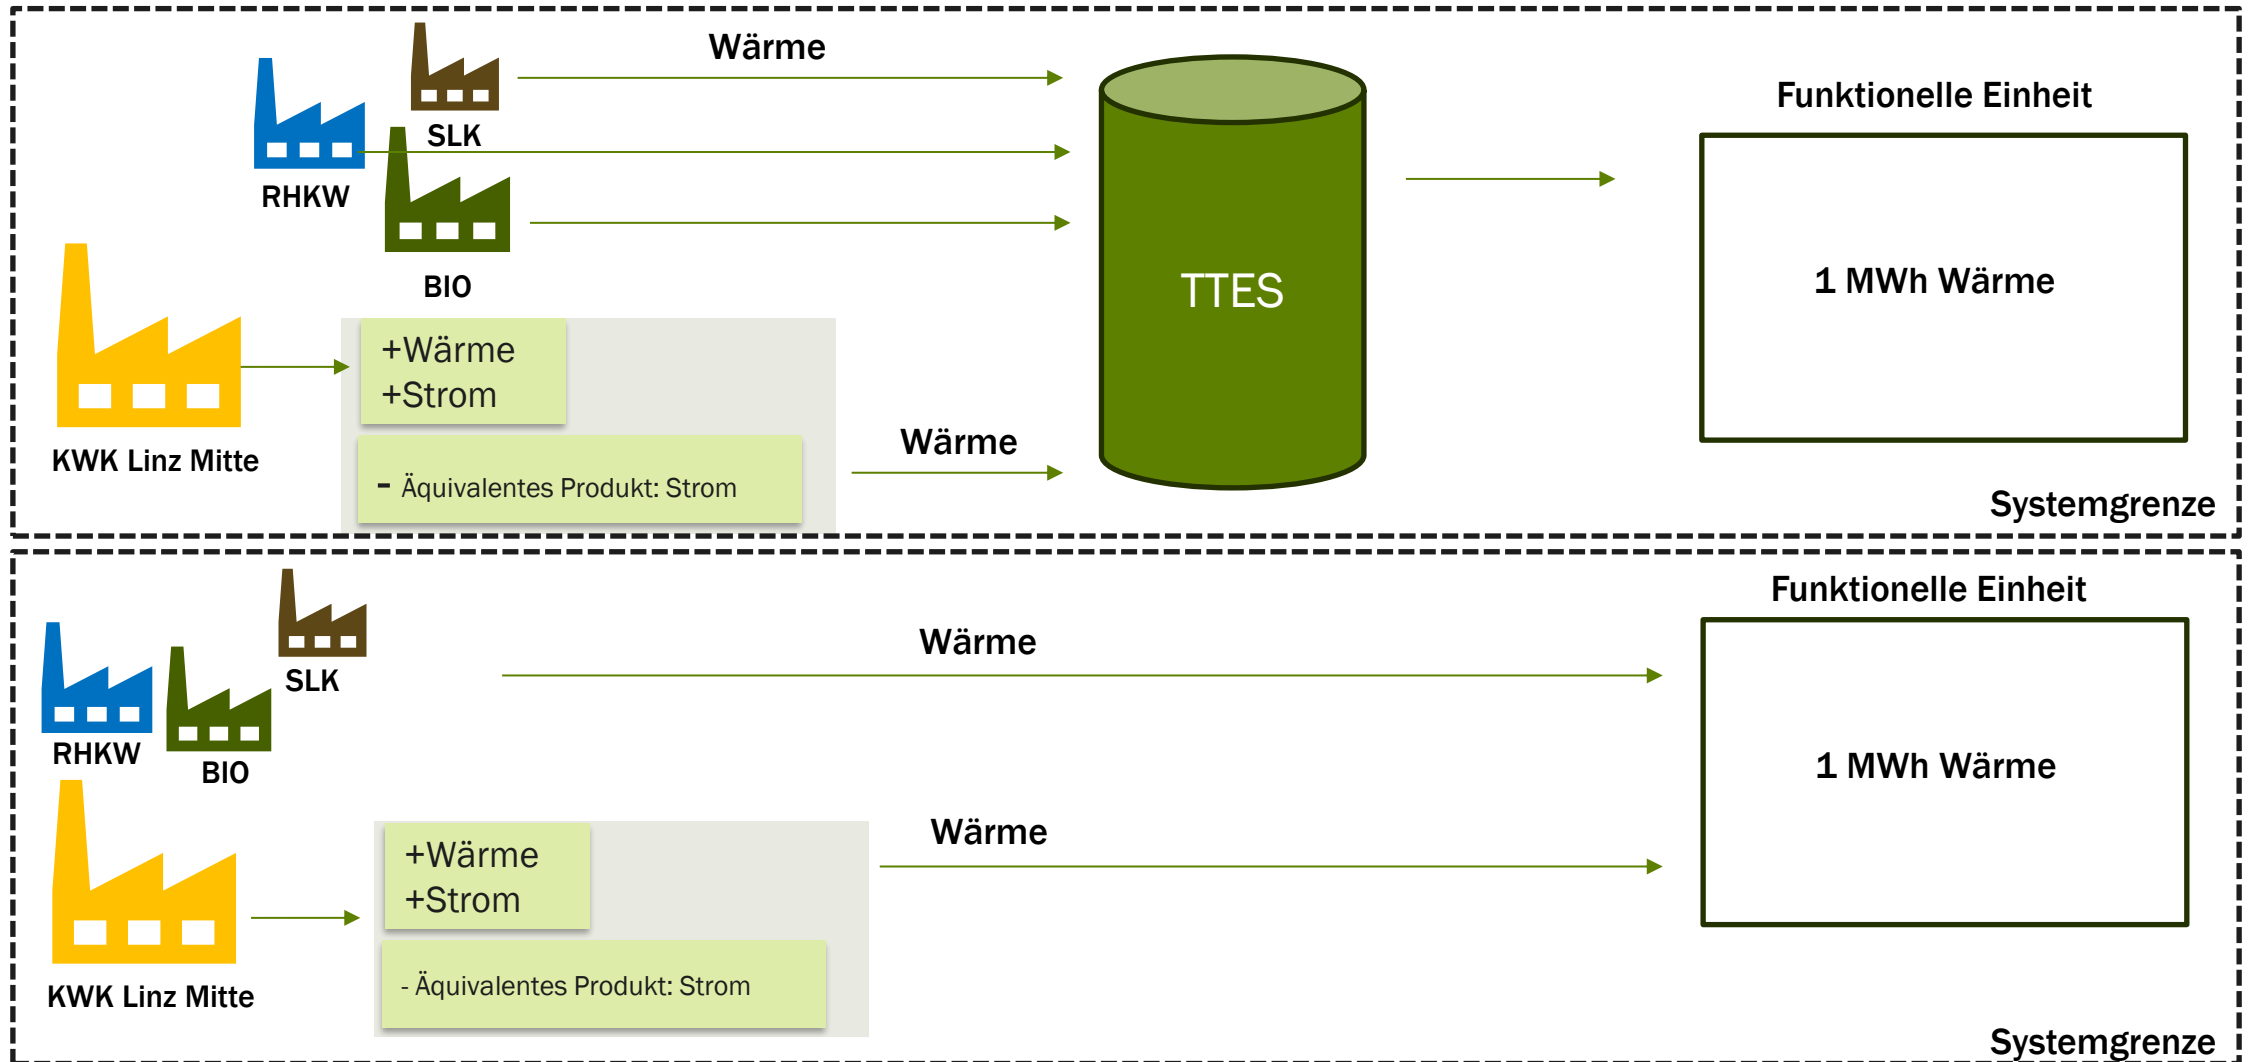 Wärme
Funktionelle Einheit
SLK
RHKW
BIO
TTES
1 MWh Wärme
+Wärme
+Strom
KWK Linz Mitte
Wärme
- Äquivalentes Produkt: Strom
Systemgrenze
Funktionelle Einheit
Wärme
SLK
RHKW
BIO
1 MWh Wärme
Wärme
+Wärme
+Strom
- Äquivalentes Produkt: Strom
KWK Linz Mitte
Systemgrenze